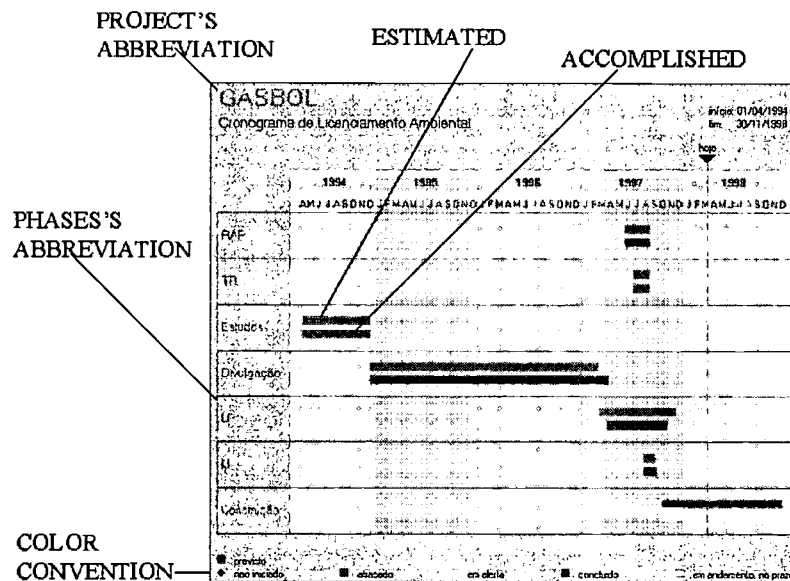 PROJECT'S
ABBREVIATION
ESTIMATED
ACCOMPLISHED
GASBOL
Cronograma de Licenciamento Ambiental
início: 01/04/1994
fim: 30/11/1998
hoje
1994 1995 1996 1997 1998
A M J J A S O N D J F M A M J J A S O N D J F M A M J J A S O N D J F M A M J J A S O N D J F M A M J J A S O N D
PHASES'S
ABBREVIATION
RAP
TR
Estudos
Divulgação
LP
LI
Construção
COLOR
CONVENTION
previsto
não iniciado atrasado em alerta concluído em andamento, no prazo